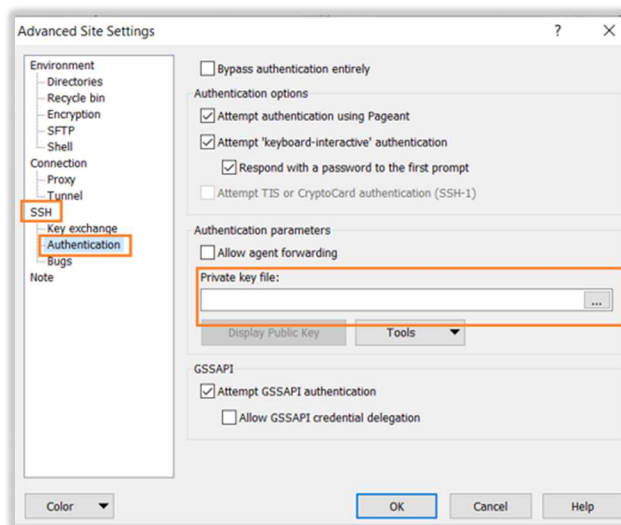 Advanced Site Settings
?
Environment
Directories
Recycle bin
Encryption
SFTP
Shell
Connection
Proxy
Tunnel
SSH
Key exchange
Authentication
Bugs
Note
Bypass authentication entirely
Authentication options
Attempt authentication using Pageant
Attempt 'keyboard-interactive' authentication
Respond with a password to the first prompt
Attempt TIS or CryptoCard authentication (SSH-1)
Authentication parameters
Allow agent forwarding
Private key file:
...
Display Public Key
Tools
GSSAPI
Attempt GSSAPI authentication
Allow GSSAPI credential delegation
Color
OK
Cancel
Help